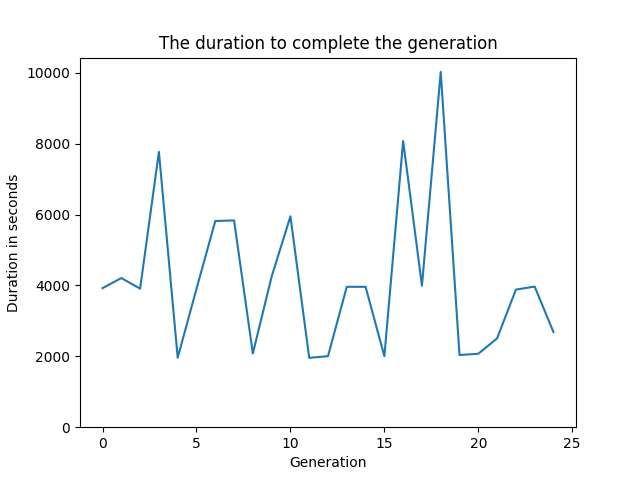 The duration to complete the generation
10000
8000
6000
4000
2000
0
Duration in seconds
0 5 10 15 20 25
Generation